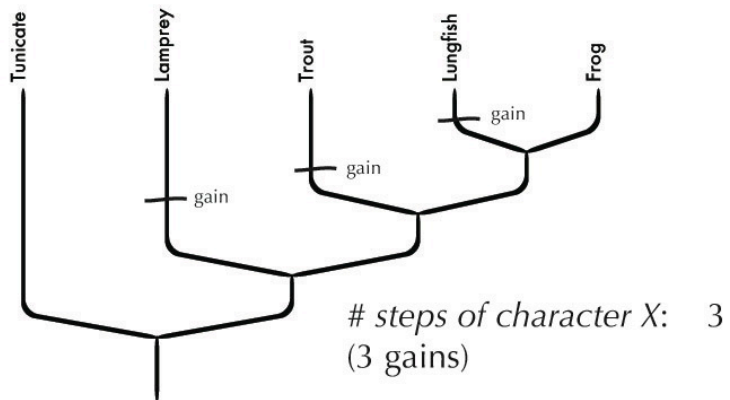 Tunicate
Lamprey
Trout
Lungfish
Frog
gain
gain
gain
# steps of character X: 3
(3 gains)